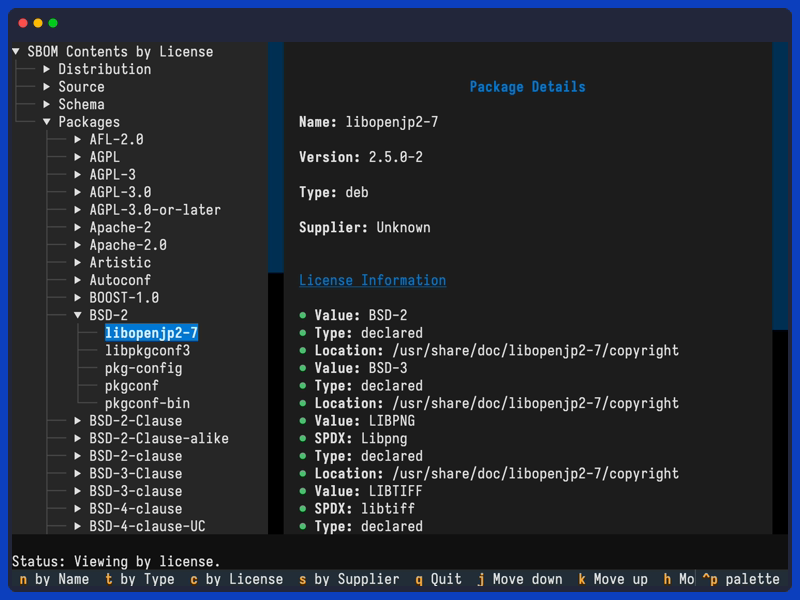 ▼ SBOM Contents by License
▶ Distribution
▶ Source
▶ Schema
▼ Packages
▶ AFL-2.0
▶ AGPL
▶ AGPL-3
▶ AGPL-3.0
▶ AGPL-3.0-or-later
▶ Apache-2
▶ Apache-2.0
▶ Artistic
▶ Autoconf
▶ BOOST-1.0
▼ BSD-2
libopenjp2-7
libpkgconf3
pkg-config
pkgconf
pkgconf-bin
▶ BSD-2-Clause
▶ BSD-2-Clause-alike
▶ BSD-2-clause
▶ BSD-3-Clause
▶ BSD-3-clause
▶ BSD-4-clause
▶ BSD-4-clause-UC
Package Details
Name: libopenjp2-7
Version: 2.5.0-2
Type: deb
Supplier: Unknown
License Information
● Value: BSD-2
● Type: declared
● Location: /usr/share/doc/libopenjp2-7/copyright
● Value: BSD-3
● Type: declared
● Location: /usr/share/doc/libopenjp2-7/copyright
● Value: LIBPNG
● SPDX: Libpng
● Type: declared
● Location: /usr/share/doc/libopenjp2-7/copyright
● Value: LIBTIFF
● SPDX: libtiff
● Type: declared
Status: Viewing by license.
n by Name t by Type c by License s by Supplier q Quit j Move down k Move up h Mo ^p palette